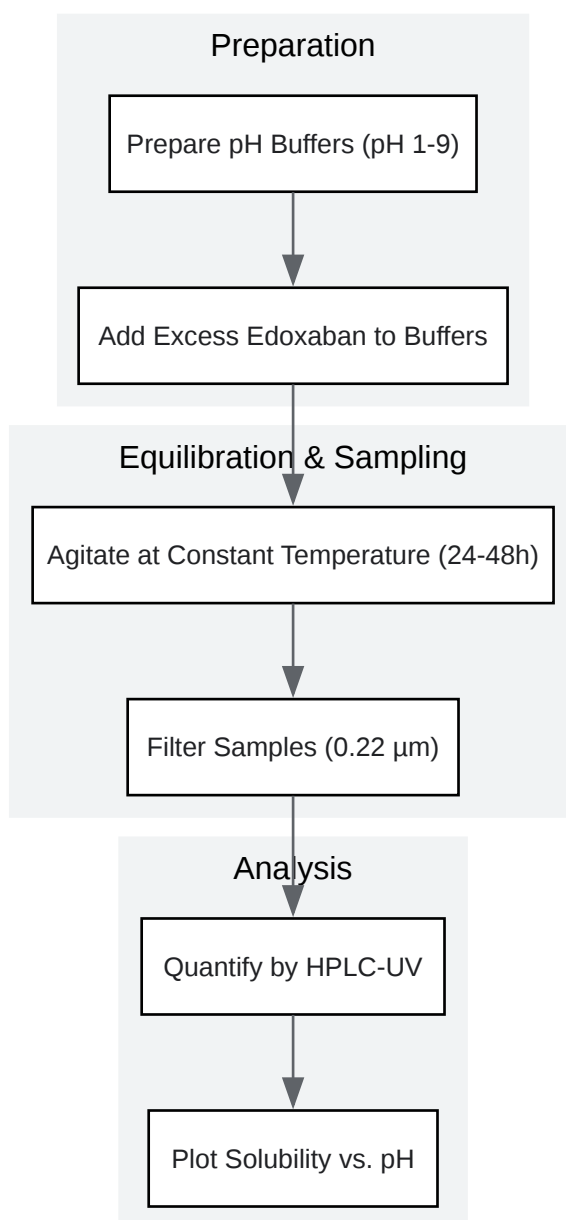 Preparation
Prepare pH Buffers (pH 1-9)
Add Excess Edoxaban to Buffers
Equilibration & Sampling
Agitate at Constant Temperature (24-48h)
Filter Samples (0.22 µm)
Analysis
Quantify by HPLC-UV
Plot Solubility vs. pH